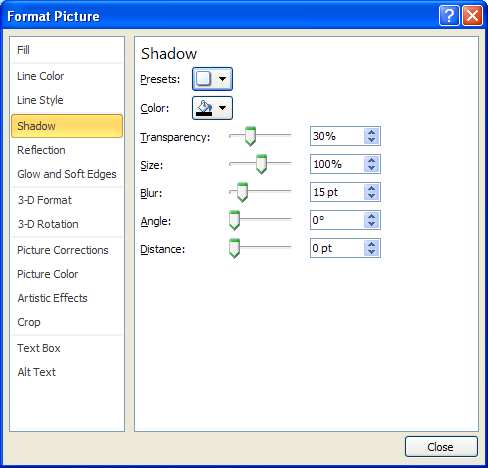 Format Picture
Fill
Line Color
Line Style
Shadow
Reflection
Glow and Soft Edges
3-D Format
3-D Rotation
Picture Corrections
Picture Color
Artistic Effects
Crop
Text Box
Alt Text
Shadow
Presets:
Color:
Transparency: 30%
Size: 100%
Blur: 15 pt
Angle: 0°
Distance: 0 pt
Close